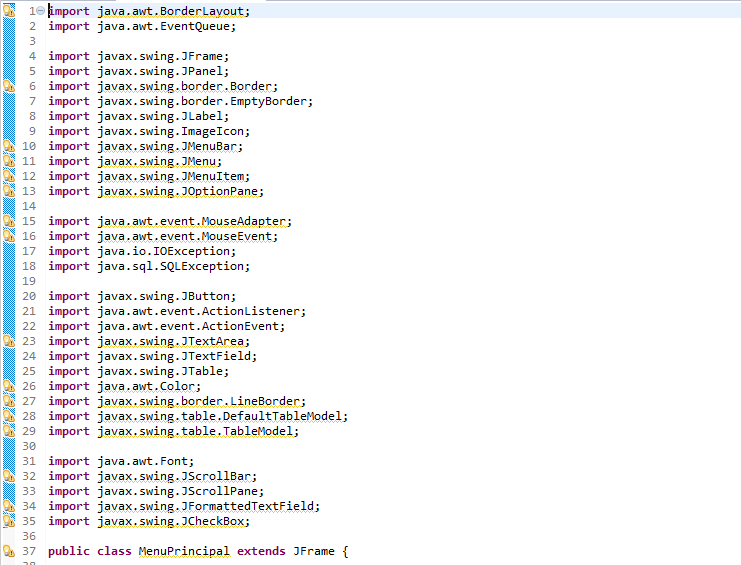 1 import java.awt.BorderLayout;
2 import java.awt.EventQueue;
3
4 import javax.swing.JFrame;
5 import javax.swing.JPanel;
6 import javax.swing.border.Border;
7 import javax.swing.border.EmptyBorder;
8 import javax.swing.JLabel;
9 import javax.swing.ImageIcon;
10 import javax.swing.JMenuBar;
11 import javax.swing.JMenu;
12 import javax.swing.JMenuItem;
13 import javax.swing.JOptionPane;
14
15 import java.awt.event.MouseAdapter;
16 import java.awt.event.MouseEvent;
17 import java.io.IOException;
18 import java.sql.SQLException;
19
20 import javax.swing.JButton;
21 import java.awt.event.ActionListener;
22 import java.awt.event.ActionEvent;
23 import javax.swing.JTextArea;
24 import javax.swing.JTextField;
25 import javax.swing.JTable;
26 import java.awt.Color;
27 import javax.swing.border.LineBorder;
28 import javax.swing.table.DefaultTableModel;
29 import javax.swing.table.TableModel;
30
31 import java.awt.Font;
32 import javax.swing.JScrollBar;
33 import javax.swing.JScrollPane;
34 import javax.swing.JFormattedTextField;
35 import javax.swing.JCheckBox;
36
37 public class MenuPrincipal extends JFrame {